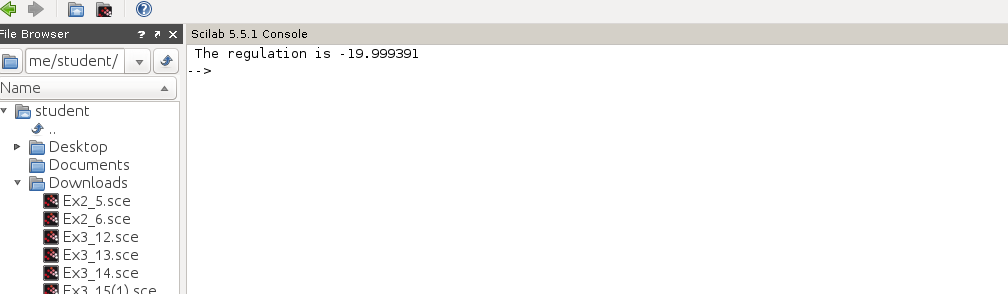 File Browser
Scilab 5.5.1 Console
The regulation is -19.999391
-->
me/student/
Name
student
..
Desktop
Documents
Downloads
Ex2_5.sce
Ex2_6.sce
Ex3_12.sce
Ex3_13.sce
Ex3_14.sce
Ex3_15(1).sce